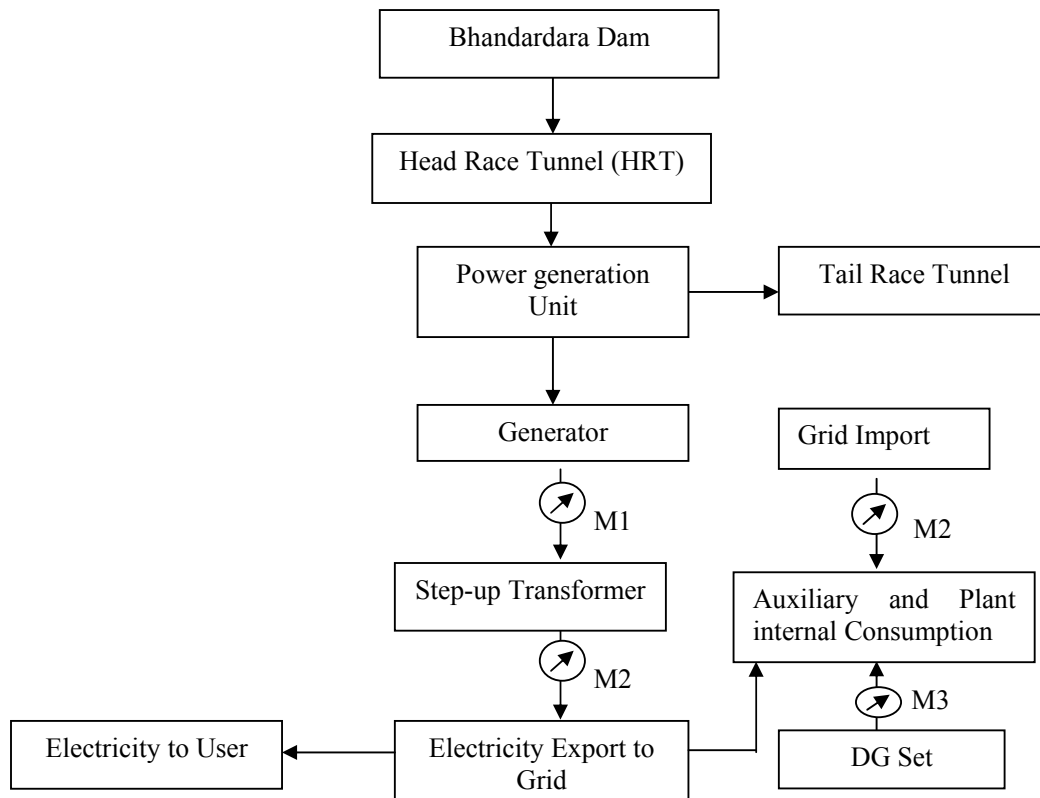 Bhandardara Dam
Head Race Tunnel (HRT)
Power generation
Unit
Tail Race Tunnel
Generator
Grid Import
M1
M2
Step-up Transformer
Auxiliary and Plant
internal Consumption
M2
M3
Electricity to User
Electricity Export to
Grid
DG Set